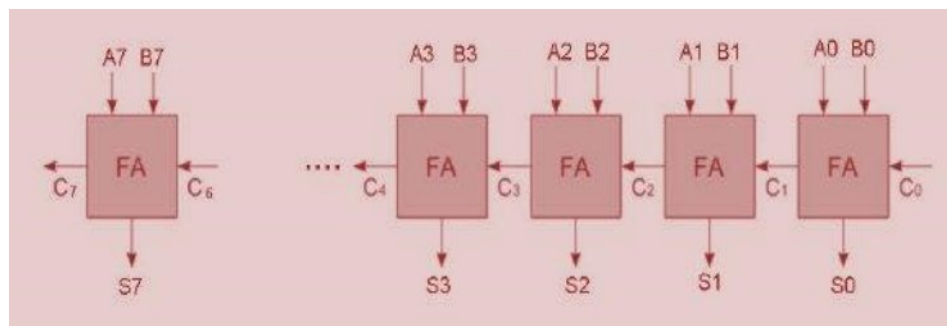 A7 B7 A3 B3 A2 B2 A1 B1 A0 B0
FA .... FA FA FA FA
C7 C6 C4 C3 C2 C1 C0
S7 S3 S2 S1 S0